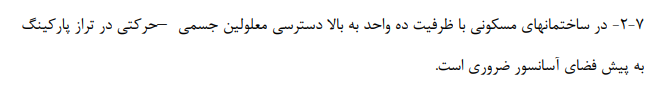 ۷-۲- در ساختمانهای مسکونی با ظرفیت ده واحد به بالا دسترسی معلولین جسمی –حرکتی در تراز پارکینگ
به پیش فضای آسانسور ضروری است.